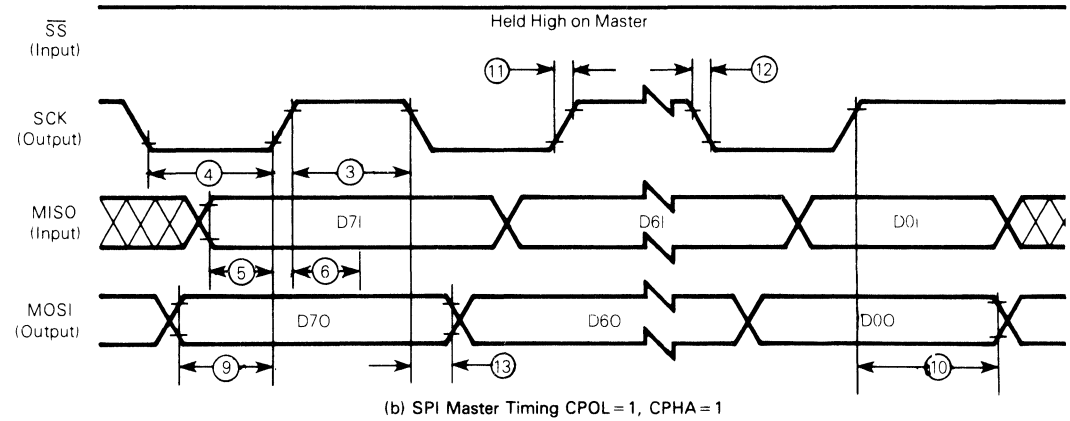 Held High on Master
SS
(Input)
11
12
SCK
(Output)
4
3
MISO
(Input)
D7I
D6I
D0I
5
6
MOSI
(Output)
D7O
D6O
D0O
9
13
10
(b) SPI Master Timing CPOL = 1, CPHA = 1